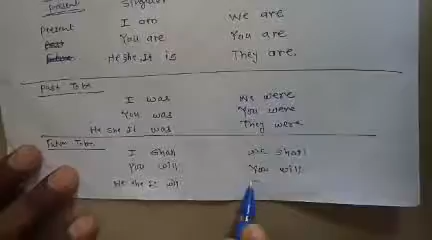 Present Singular
Present I am We are
You are You are
He she It is They are.
Past To be
I was We were
You was You were
He she It was They were
Future Tobe
I Shall We Shall
You will You will
He she It will